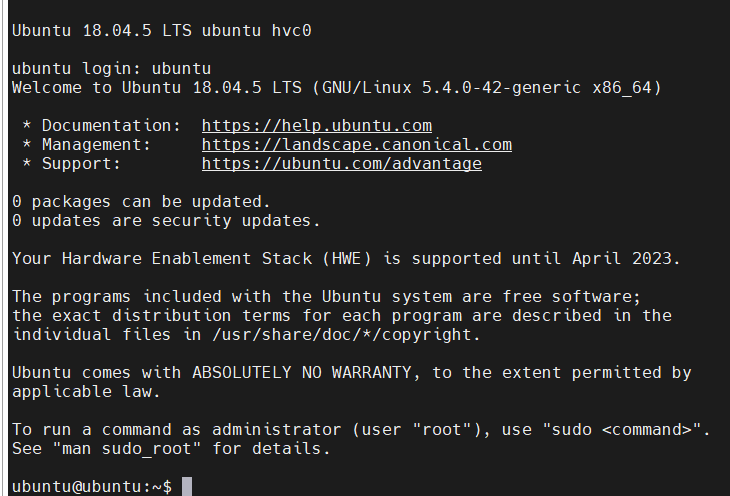 Ubuntu 18.04.5 LTS ubuntu hvc0
ubuntu login: ubuntu
Welcome to Ubuntu 18.04.5 LTS (GNU/Linux 5.4.0-42-generic x86_64)
* Documentation: https://help.ubuntu.com
* Management: https://landscape.canonical.com
* Support: https://ubuntu.com/advantage
0 packages can be updated.
0 updates are security updates.
Your Hardware Enablement Stack (HWE) is supported until April 2023.
The programs included with the Ubuntu system are free software;
the exact distribution terms for each program are described in the
individual files in /usr/share/doc/*/copyright.
Ubuntu comes with ABSOLUTELY NO WARRANTY, to the extent permitted by
applicable law.
To run a command as administrator (user "root"), use "sudo <command>".
See "man sudo_root" for details.
ubuntu@ubuntu:~$